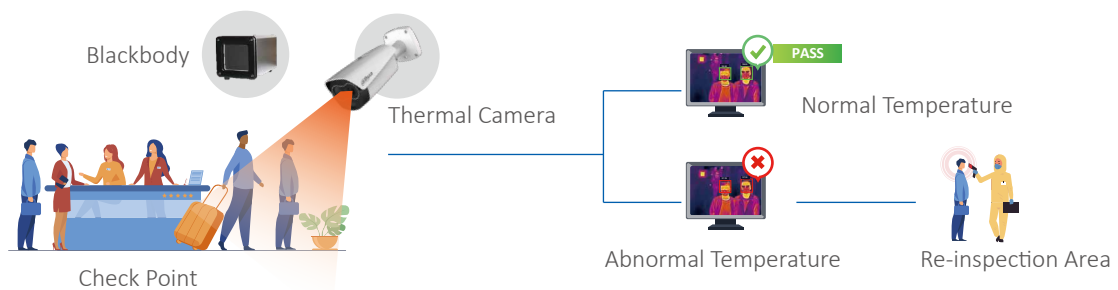 Blackbody
Thermal Camera
Check Point
PASS
Normal Temperature
Abnormal Temperature
Re-inspection Area